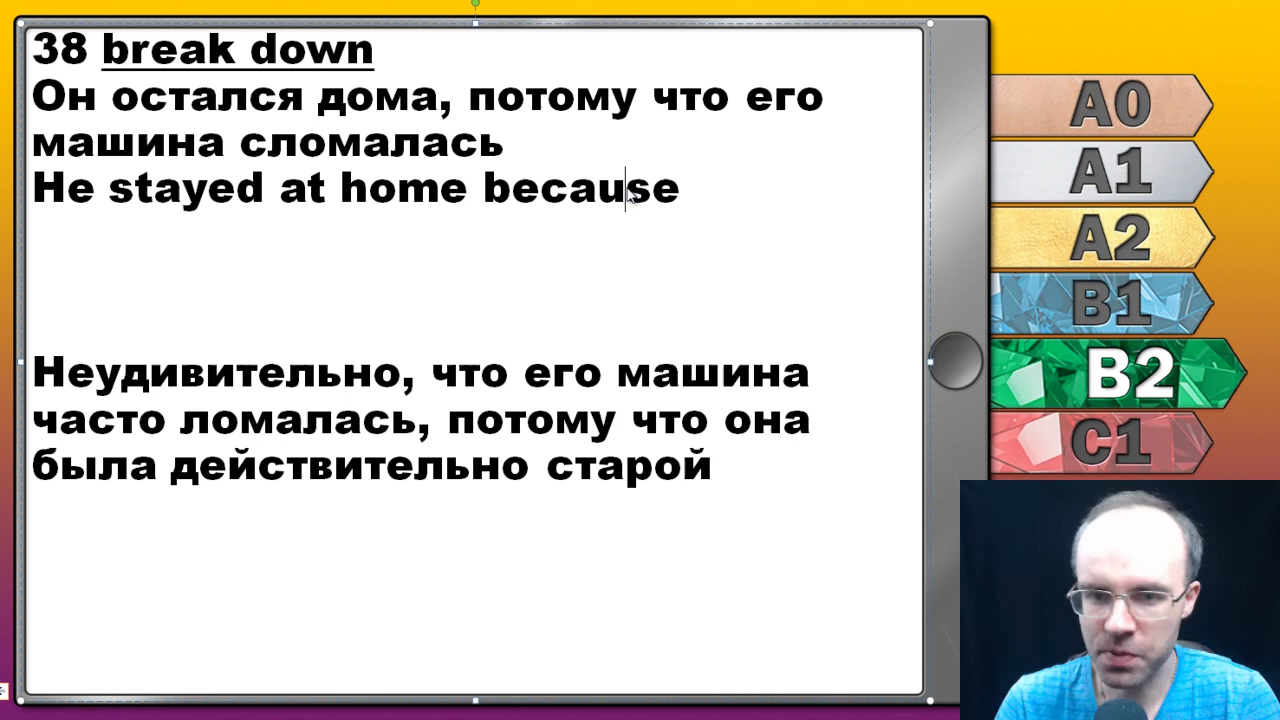 38 break down
Он остался дома, потому что его
машина сломалась
He stayed at home because
Неудивительно, что его машина
часто ломалась, потому что она
была действительно старой
A0
A1
A2
B1
B2
C1